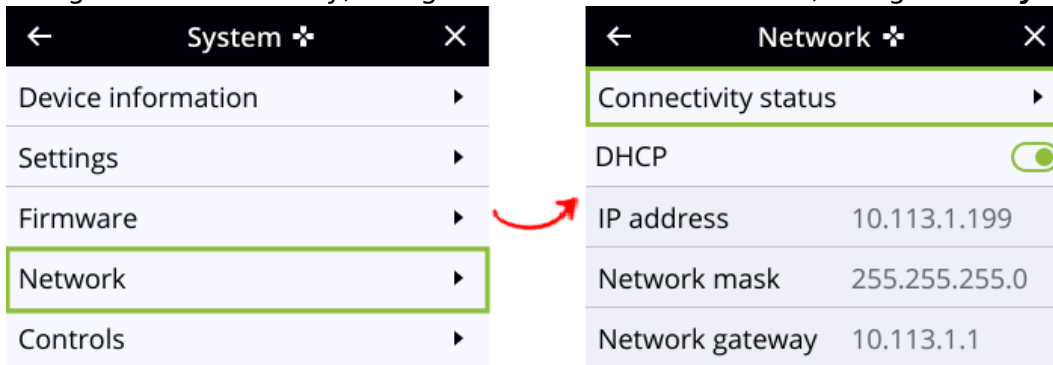 System
Device information
Settings
Firmware
Network
Controls
Network
Connectivity status
DHCP
IP address 10.113.1.199
Network mask 255.255.255.0
Network gateway 10.113.1.1